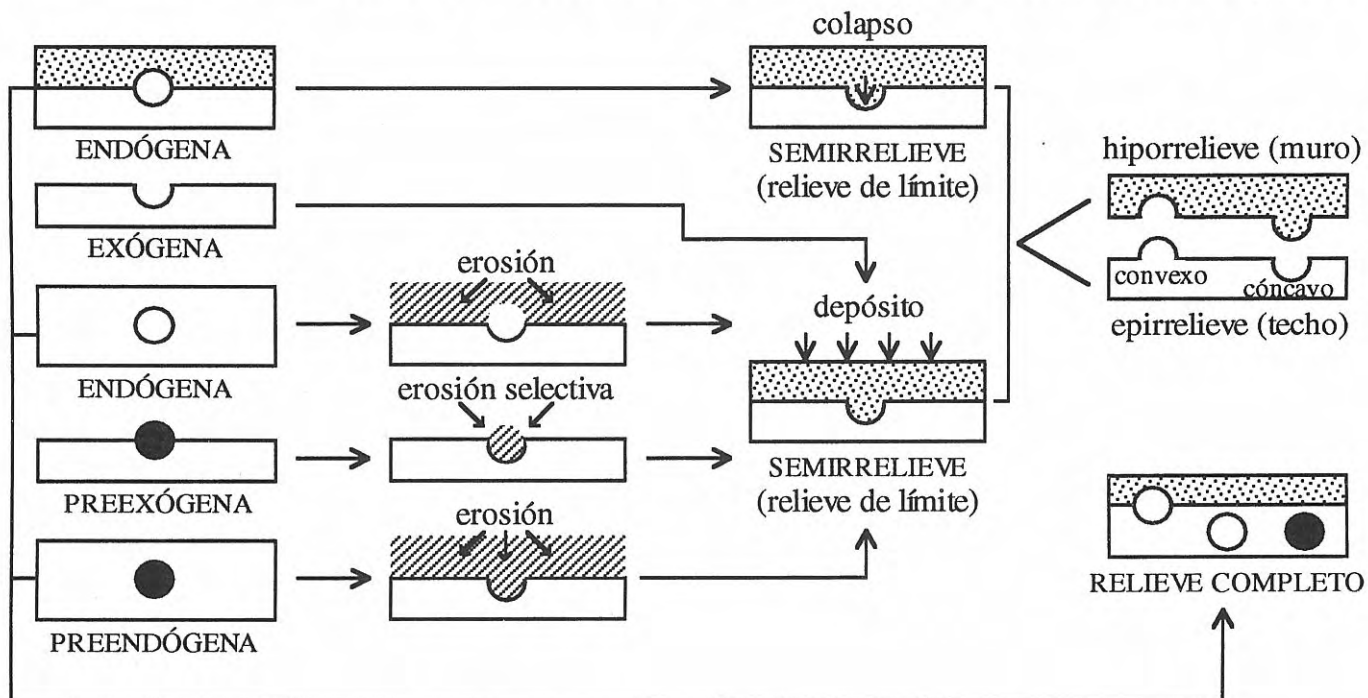 colapso
ENDÓGENA
SEMIRRELIEVE
(relieve de límite)
hiporrelieve (muro)
EXÓGENA
erosión
depósito
convexo
cóncavo
epirrelieve (techo)
ENDÓGENA
erosión selectiva
PREEXÓGENA
SEMIRRELIEVE
(relieve de límite)
erosión
RELIEVE COMPLETO
PREENDÓGENA